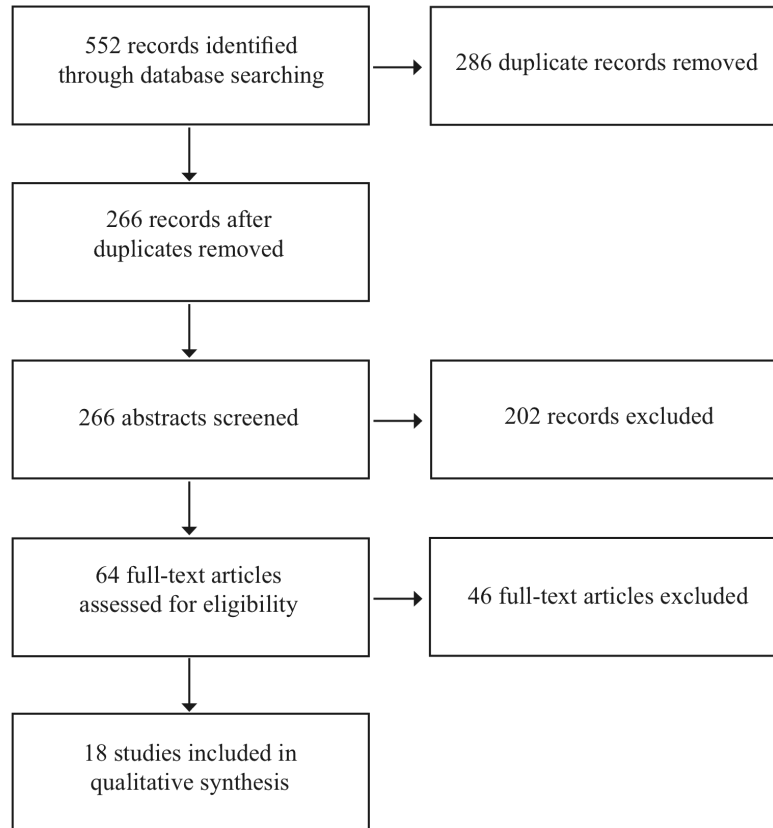 552 records identified
through database searching
286 duplicate records removed
266 records after
duplicates removed
266 abstracts screened
202 records excluded
64 full-text articles
assessed for eligibility
46 full-text articles excluded
18 studies included in
qualitative synthesis